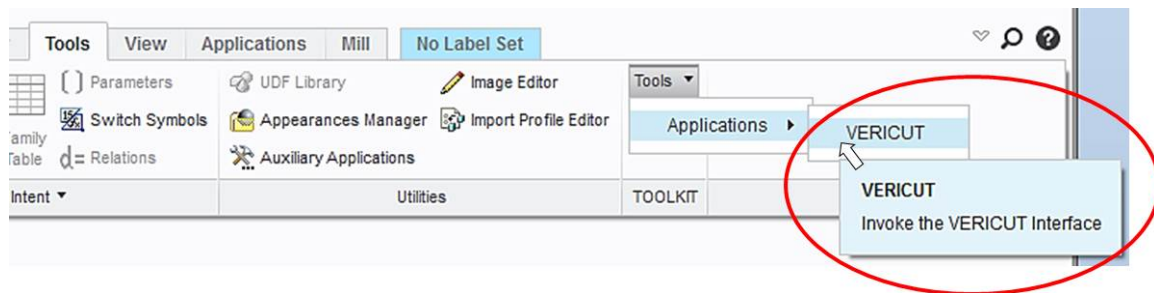 Tools View Applications Mill No Label Set
[ ] Parameters UDF Library Image Editor Tools
Switch Symbols Appearances Manager Import Profile Editor Applications VERICUT
Table d= Relations Auxiliary Applications
VERICUT
Intent Utilities TOOLKIT
Invoke the VERICUT Interface